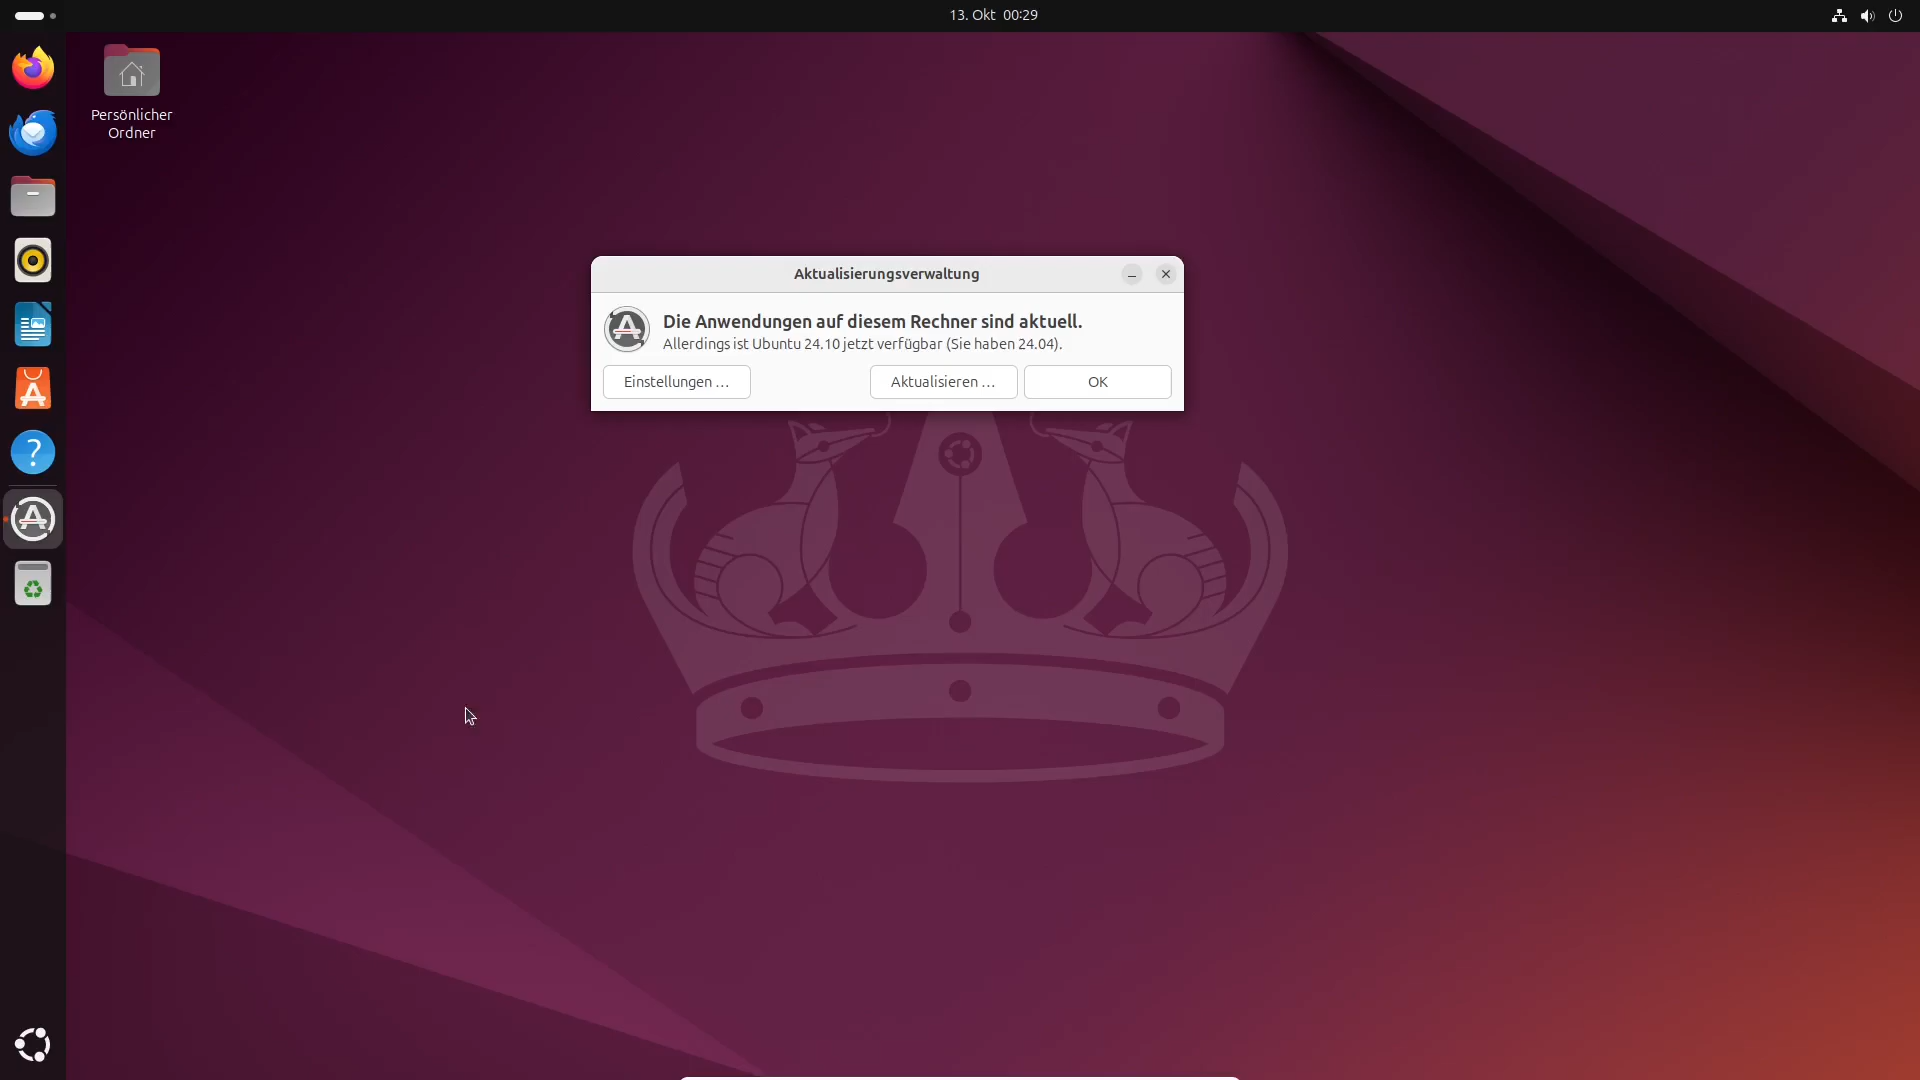 13. Okt 00:29
Persönlicher
Ordner
Aktualisierungsverwaltung
Die Anwendungen auf diesem Rechner sind aktuell.
Allerdings ist Ubuntu 24.10 jetzt verfügbar (Sie haben 24.04).
Einstellungen …
Aktualisieren …
OK